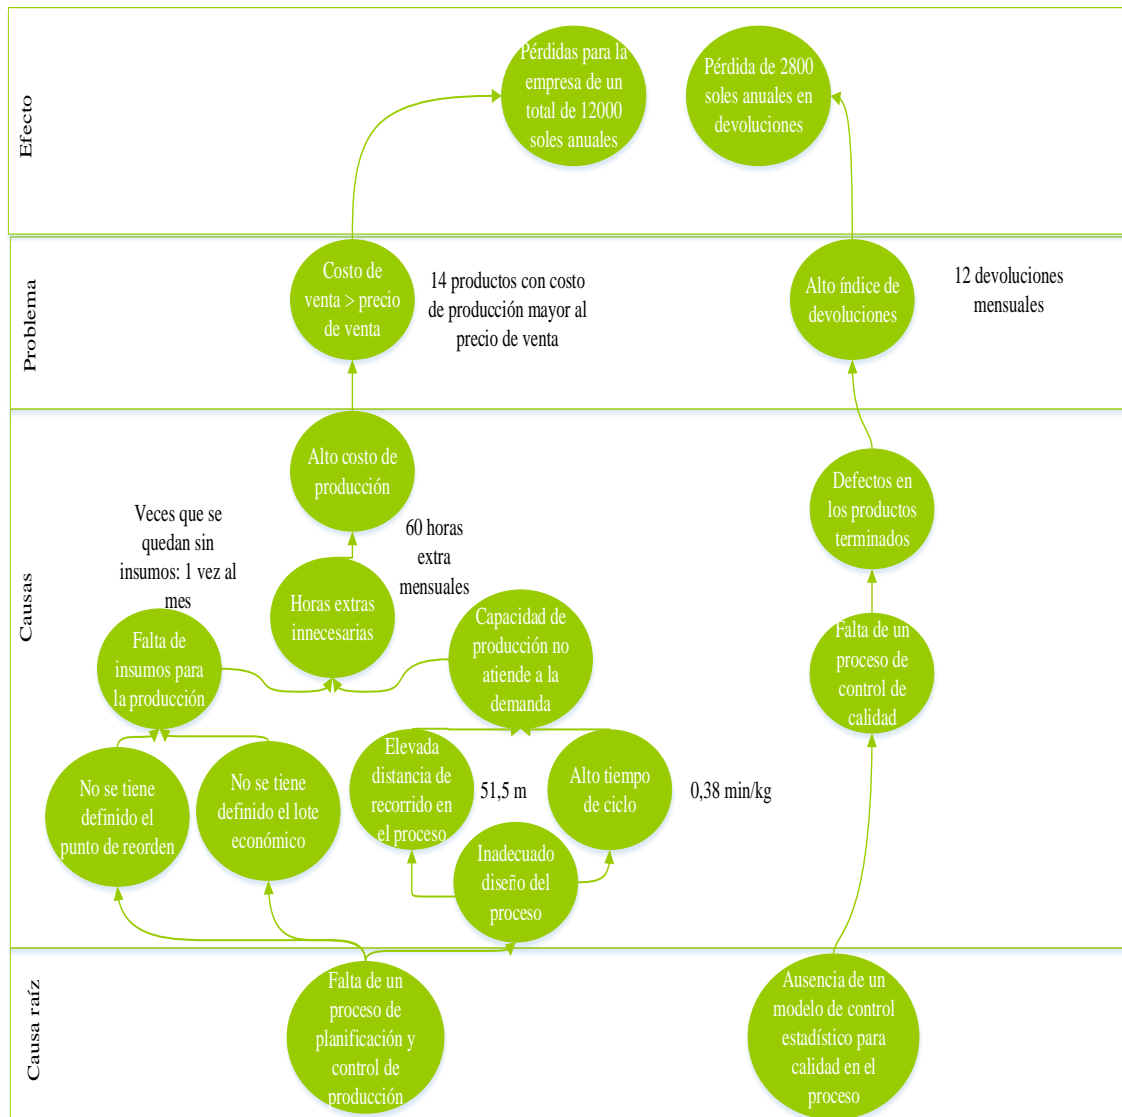 Efecto
Pérdidas para la
empresa de un
total de 12000
soles anuales
Pérdida de 2800
soles anuales en
devoluciones
Problema
Costo de
venta > precio
de venta
14 productos con costo
de producción mayor al
precio de venta
Alto índice de
devoluciones
12 devoluciones
mensuales
Causas
Alto costo de
producción
Defectos en
los productos
terminados
Veces que se
quedan sin
insumos: 1 vez al
mes
60 horas
extra
mensuales
Horas extras
innecesarias
Falta de
insumos para
la producción
Capacidad de
producción no
atiende a la
demanda
Falta de un
proceso de
control de
calidad
No se tiene
definido el
punto de reorden
No se tiene
definido el lote
económico
Elevada
distancia de
recorrido en
el proceso
51,5 m
Alto tiempo
de ciclo
0,38 min/kg
Inadecuado
diseño del
proceso
Causa raíz
Falta de un
proceso de
planificación y
control de
producción
Ausencia de un
modelo de control
estadístico para
calidad en el
proceso